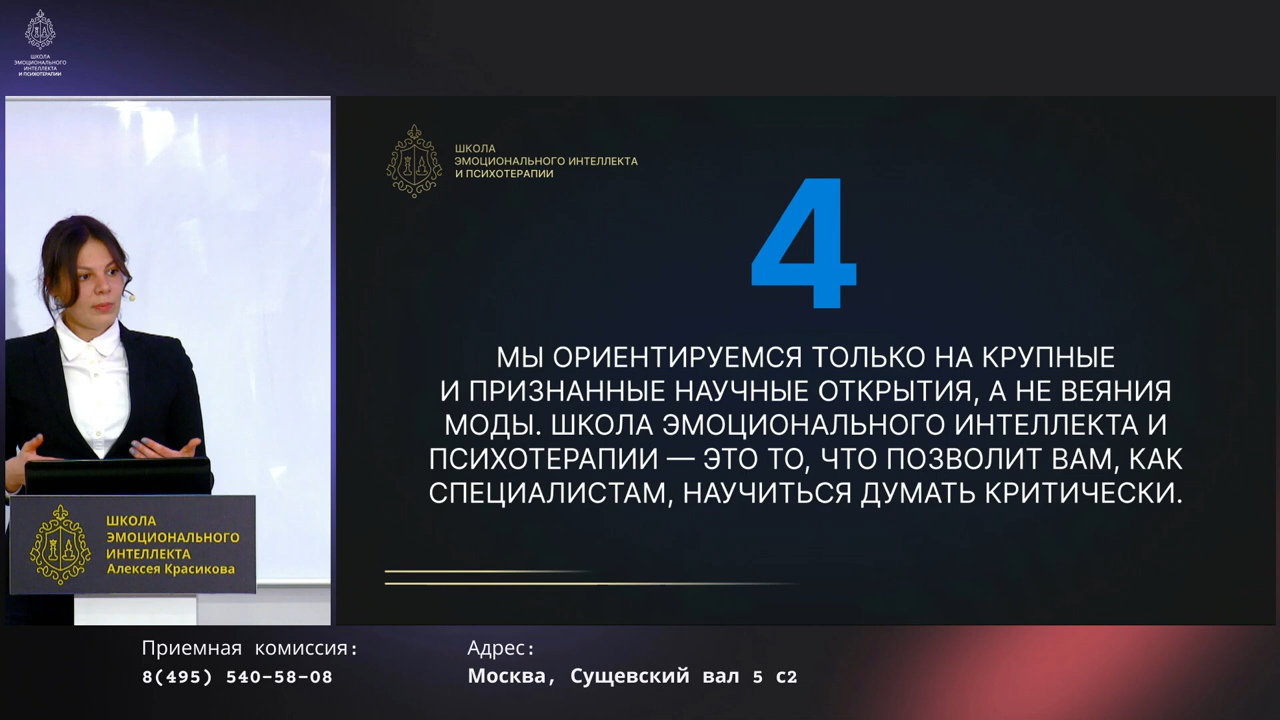 ШКОЛА
ЭМОЦИОНАЛЬНОГО
ИНТЕЛЛЕКТА
И ПСИХОТЕРАПИИ
ШКОЛА
ЭМОЦИОНАЛЬНОГО ИНТЕЛЛЕКТА
И ПСИХОТЕРАПИИ
4
МЫ ОРИЕНТИРУЕМСЯ ТОЛЬКО НА КРУПНЫЕ
И ПРИЗНАННЫЕ НАУЧНЫЕ ОТКРЫТИЯ, А НЕ ВЕЯНИЯ
МОДЫ. ШКОЛА ЭМОЦИОНАЛЬНОГО ИНТЕЛЛЕКТА И
ПСИХОТЕРАПИИ — ЭТО ТО, ЧТО ПОЗВОЛИТ ВАМ, КАК
СПЕЦИАЛИСТАМ, НАУЧИТЬСЯ ДУМАТЬ КРИТИЧЕСКИ.
ШКОЛА
ЭМОЦИОНАЛЬНОГО
ИНТЕЛЛЕКТА
Алексея Красикова
Приемная комиссия:
8(495) 540-58-08
Адрес:
Москва, Сущевский вал 5 с2